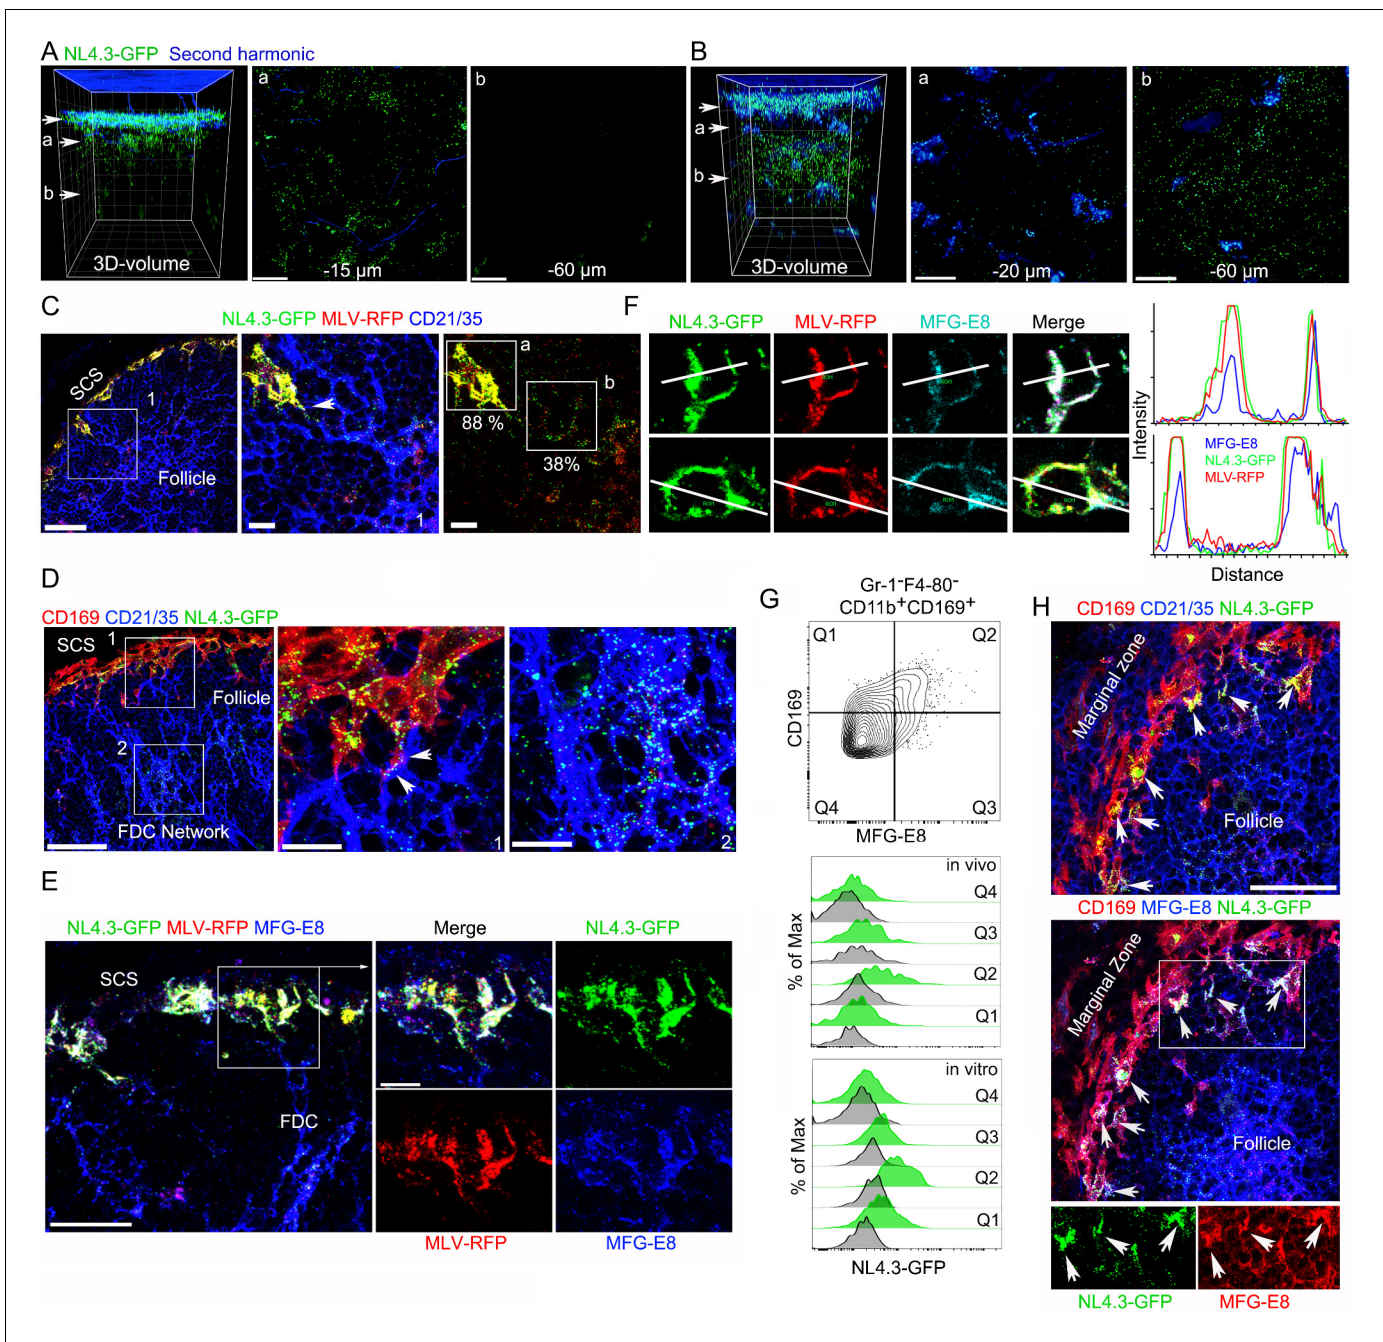 A NL4.3-GFP Second harmonic
a
b
3D-volume
a
-15 µm
b
-60 µm
B
a
b
3D-volume
a
-20 µm
b
-60 µm
C
NL4.3-GFP MLV-RFP CD21/35
SCS
1
Follicle
1
a
b
88 %
38%
F
NL4.3-GFP
MLV-RFP
MFG-E8
Merge
ROI1
ROI1
ROI1
ROI1
ROI1
ROI1
Intensity
MFG-E8
NL4.3-GFP
MLV-RFP
Distance
D
CD169 CD21/35 NL4.3-GFP
SCS
1
Follicle
2
FDC Network
1
2
E
NL4.3-GFP MLV-RFP MFG-E8
SCS
FDC
Merge
NL4.3-GFP
MLV-RFP
MFG-E8
G
Gr-1⁻F4-80⁻
CD11b⁺CD169⁺
Q1
Q2
Q4
Q3
CD169
MFG-E8
in vivo
Q4
Q3
Q2
Q1
% of Max
in vitro
Q4
Q3
Q2
Q1
% of Max
NL4.3-GFP
H
CD169 CD21/35 NL4.3-GFP
Marginal zone
Follicle
CD169 MFG-E8 NL4.3-GFP
Marginal Zone
Follicle
NL4.3-GFP
MFG-E8